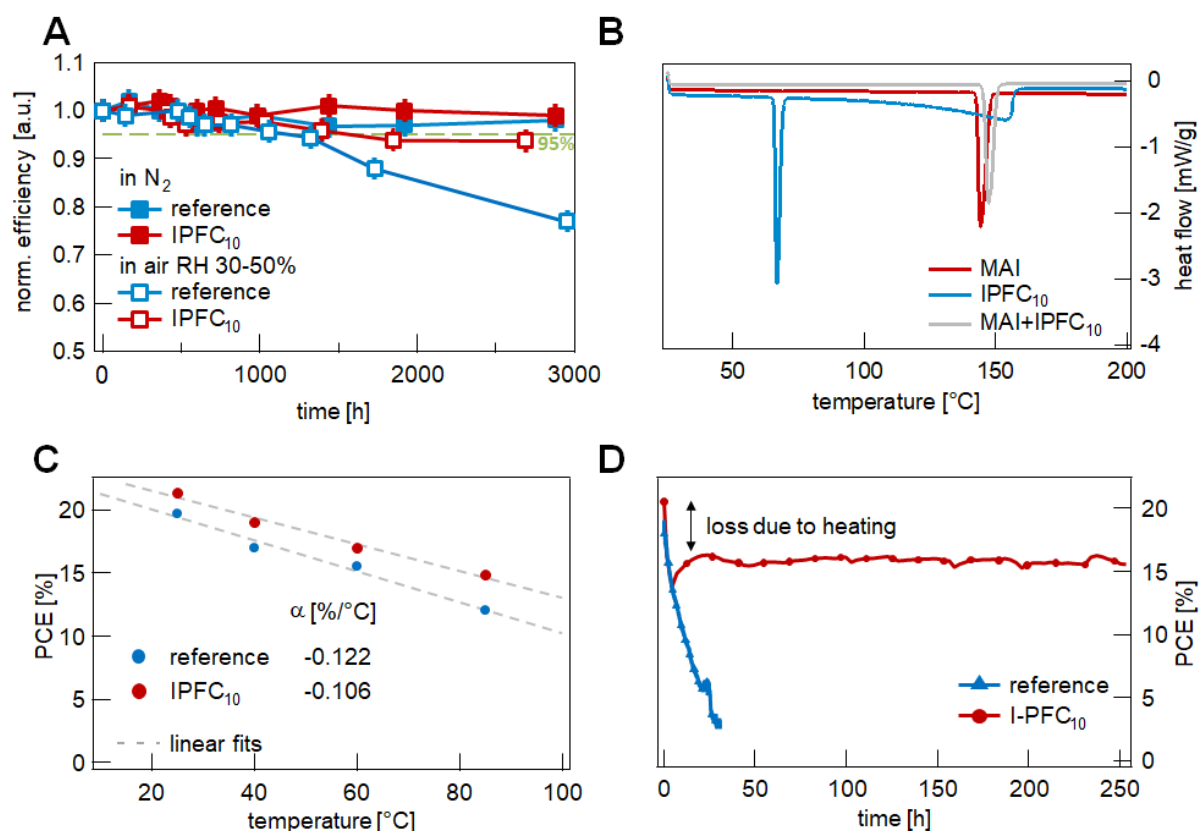 A
1.1
1.0
0.9
0.8
0.7
0.6
0.5
norm. efficiency [a.u.]
95%
in N₂
reference
IPFC₁₀
in air RH 30-50%
reference
IPFC₁₀
0
1000
2000
3000
time [h]
B
0
-1
-2
-3
-4
heat flow [mW/g]
MAI
IPFC₁₀
MAI+IPFC₁₀
50
100
150
200
temperature [°C]
C
20
15
10
5
0
PCE [%]
α [%/°C]
reference -0.122
IPFC₁₀ -0.106
linear fits
20
40
60
80
100
temperature [°C]
D
loss due to heating
20
15
10
5
0
PCE [%]
reference
I-PFC₁₀
0
50
100
150
200
250
time [h]